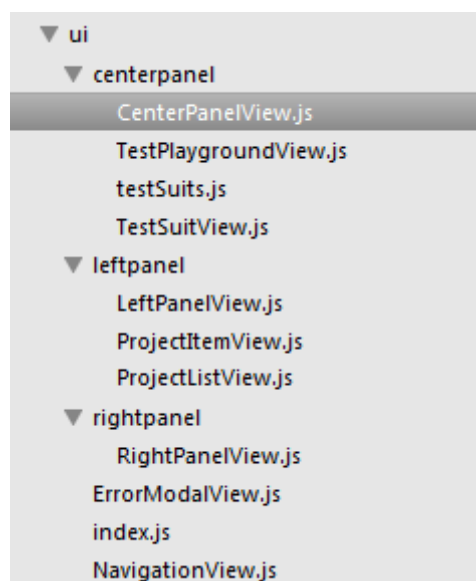 ui
centerpanel
CenterPanelView.js
TestPlaygroundView.js
testSuits.js
TestSuitView.js
leftpanel
LeftPanelView.js
ProjectItemView.js
ProjectListView.js
rightpanel
RightPanelView.js
ErrorModalView.js
index.js
NavigationView.js